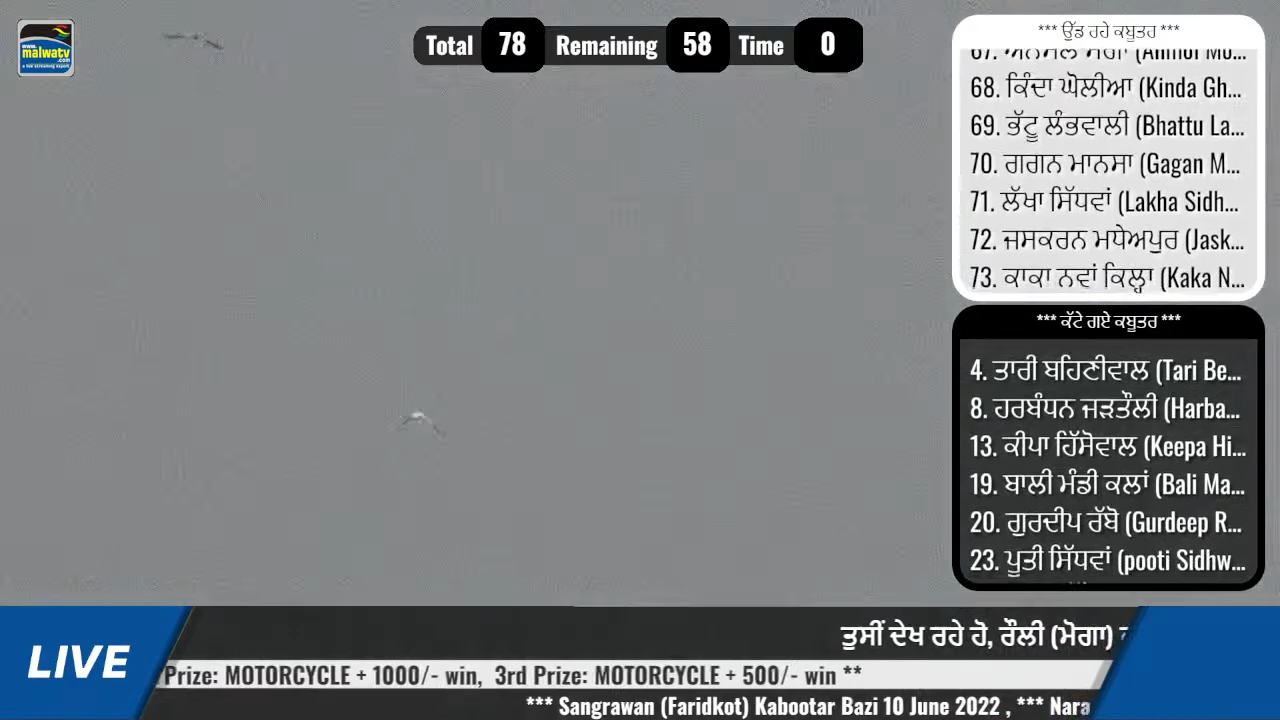 www.
malwatv
.com
a live streaming expert
Total 78 Remaining 58 Time 0
*** ਉੱਡ ਰਹੇ ਕਬੂਤਰ ***
68. ਕਿੰਦਾ ਘੋਲੀਆ (Kinda Gh...
69. ਭੱਟੂ ਲੰਭਵਾਲੀ (Bhattu La...
70. ਗਗਨ ਮਾਨਸਾ (Gagan M...
71. ਲੱਖਾ ਸਿੱਧਵਾਂ (Lakha Sidh...
72. ਜਸਕਰਨ ਮਧੇਅਪੁਰ (Jask...
73. ਕਾਕਾ ਨਵਾਂ ਕਿਲ੍ਹਾ (Kaka N...
*** ਕੱਟੇ ਗਏ ਕਬੂਤਰ ***
4. ਤਾਰੀ ਬਹਿਣੀਵਾਲ (Tari Be...
8. ਹਰਬੰਧਨ ਜੜਤੌਲੀ (Harba...
13. ਕੀਪਾ ਹਿੱਸੋਵਾਲ (Keepa Hi...
19. ਬਾਲੀ ਮੰਡੀ ਕਲਾਂ (Bali Ma...
20. ਗੁਰਦੀਪ ਰੱਬੋ (Gurdeep R...
23. ਪੂਤੀ ਸਿੱਧਵਾਂ (pooti Sidhw...
ਤੁਸੀਂ ਦੇਖ ਰਹੇ ਹੋ, ਰੌਲੀ (ਮੋਗਾ)
LIVE
Prize: MOTORCYCLE + 1000/- win, 3rd Prize: MOTORCYCLE + 500/- win **
*** Sangrawan (Faridkot) Kabootar Bazi 10 June 2022 , *** Nara